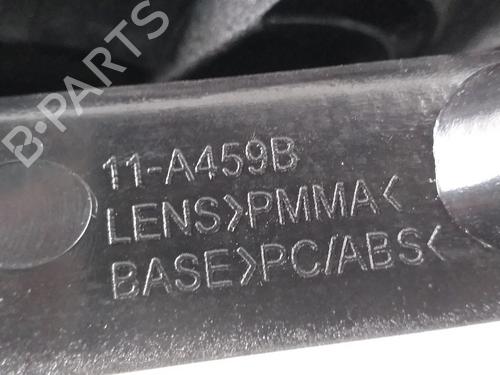 B-PARTS
11-A459B
LENS>PMMA<
BASE>PC/ABS<